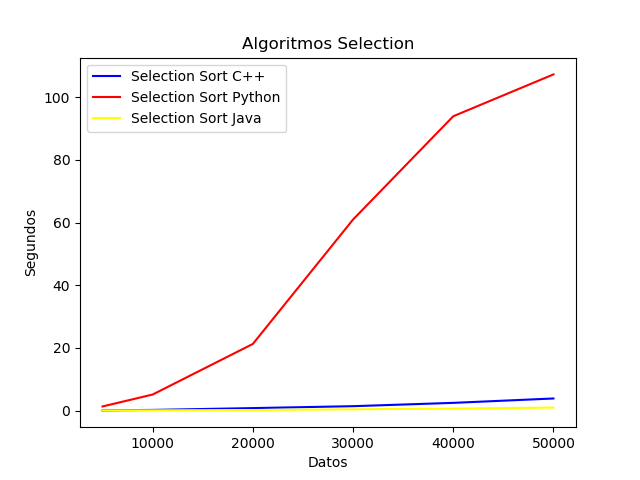 Algoritmos Selection
Selection Sort C++
Selection Sort Python
Selection Sort Java
100
80
60
40
20
0
Segundos
10000
20000
30000
40000
50000
Datos